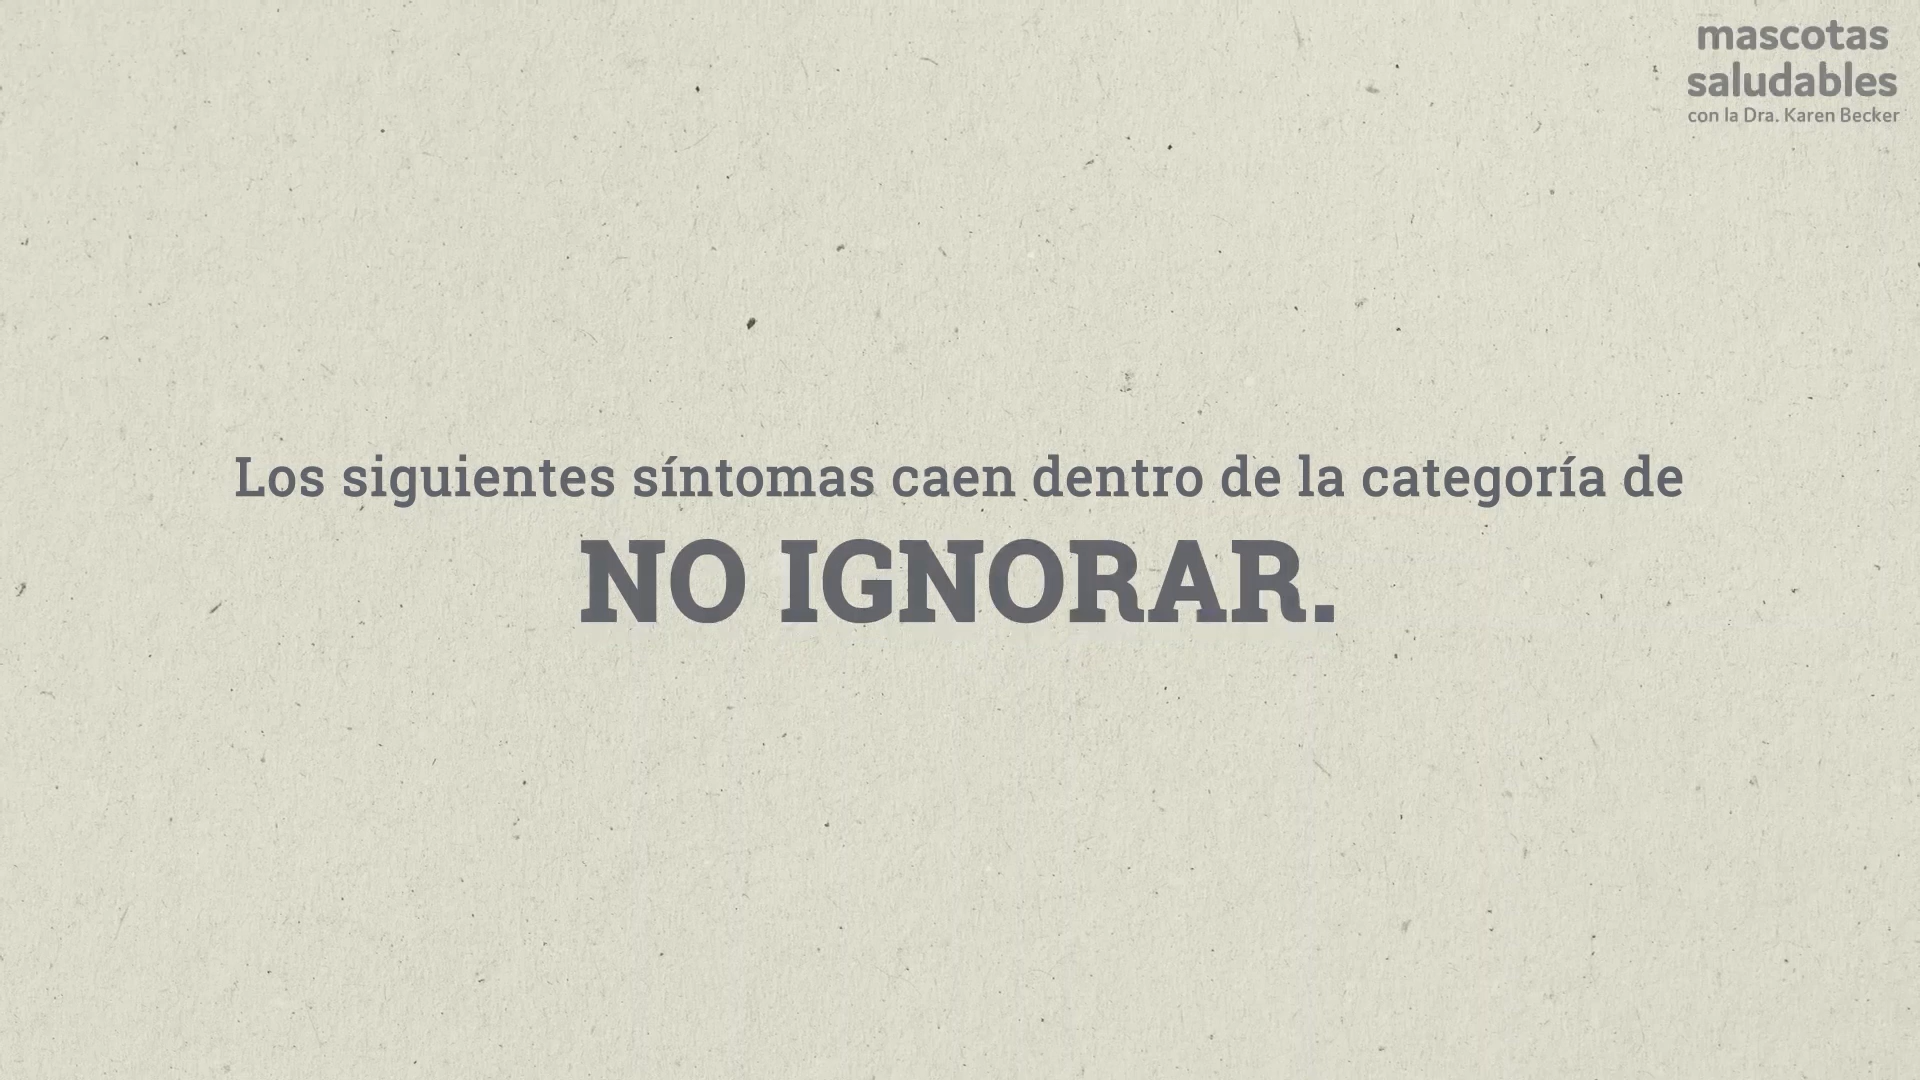 mascotas
saludables
con la Dra. Karen Becker
Los siguientes síntomas caen dentro de la categoría de
NO IGNORAR.